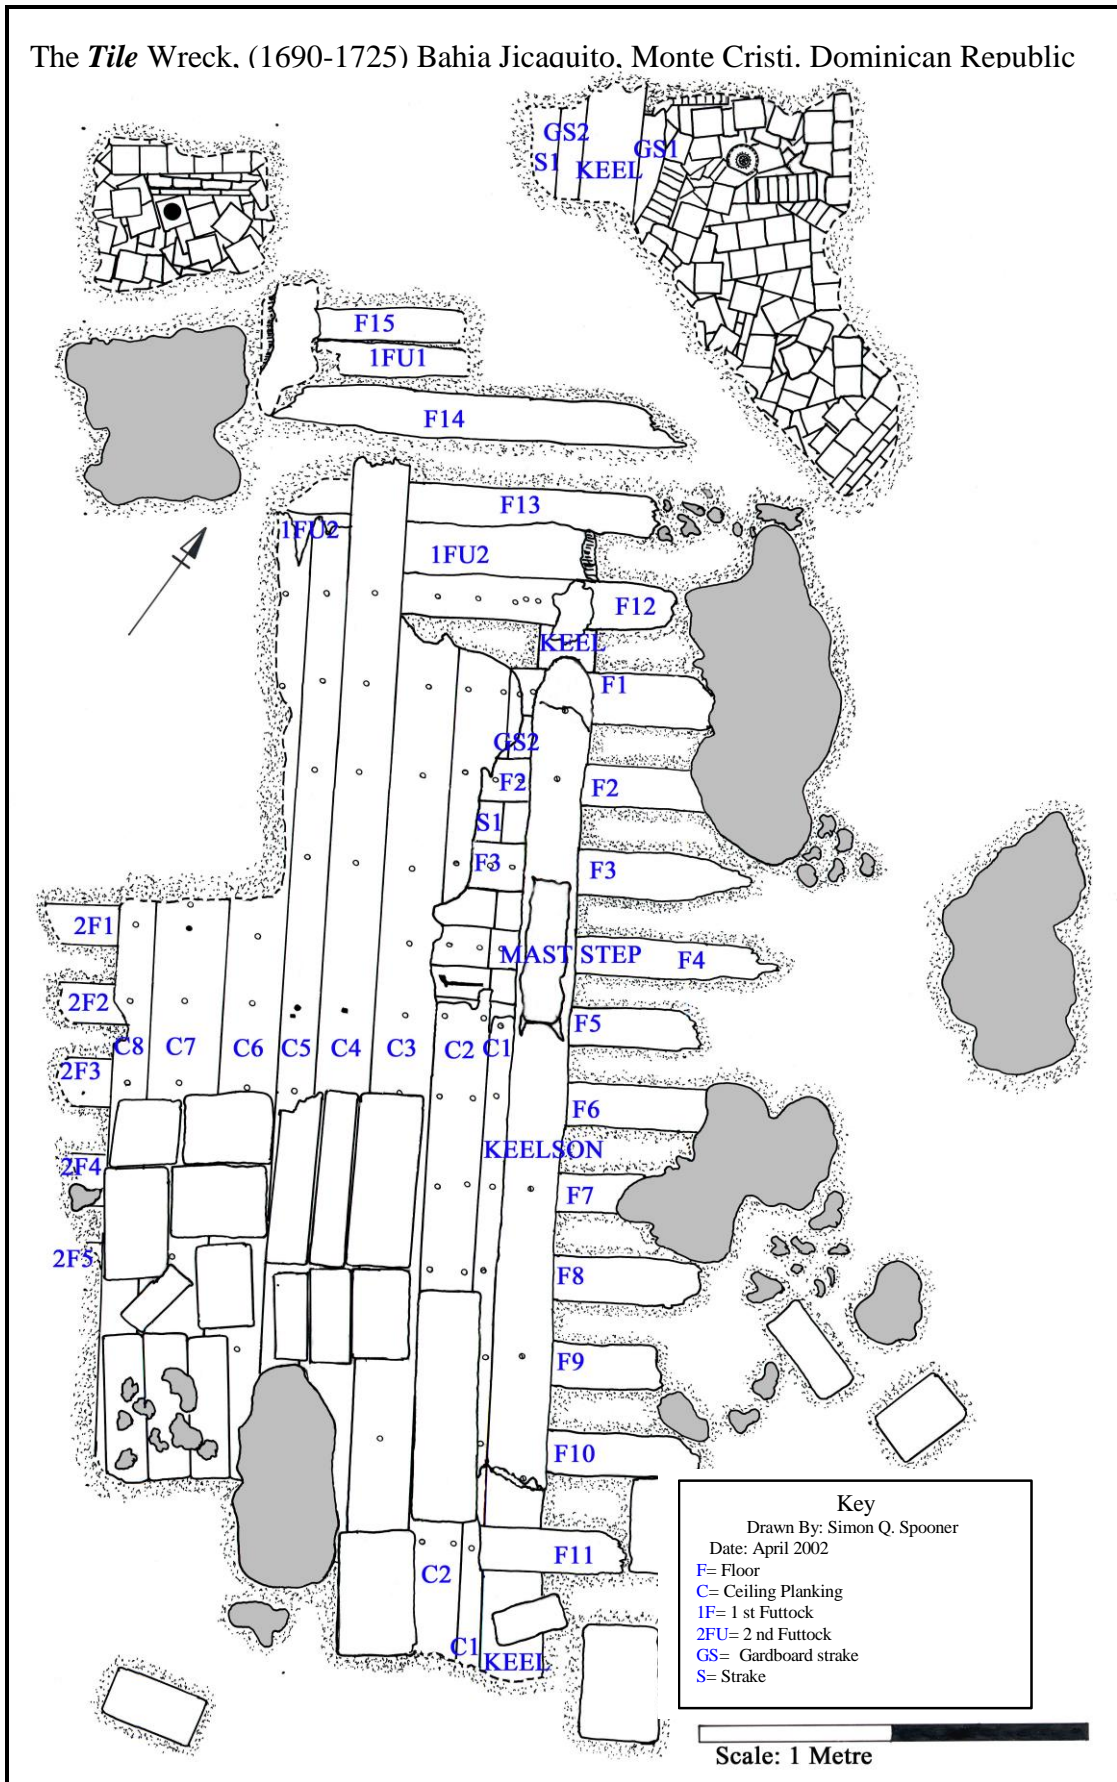 The Tile Wreck, (1690-1725) Bahia Jicaquito, Monte Cristi. Dominican Republic
GS2
S1
KEEL
GS1
F15
1FU1
F14
F13
1FU2
1FU2
F12
KEEL
F1
GS2
F2
F2
S1
F3
F3
2F1
MAST STEP
F4
2F2
F5
C8
C7
C6
C5
C4
C3
C2
C1
2F3
F6
KEELSON
2F4
F7
2F5
F8
F9
F10
F11
C2
C1
KEEL
Key
Drawn By: Simon Q. Spooner
Date: April 2002
F= Floor
C= Ceiling Planking
1F= 1 st Futtock
2FU= 2 nd Futtock
GS= Gardboard strake
S= Strake
Scale: 1 Metre